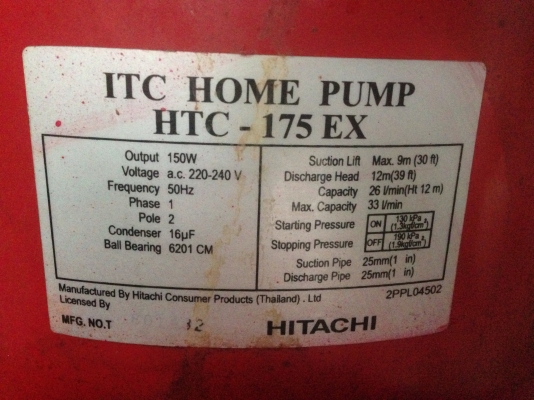 ITC HOME PUMP
HTC - 175 EX
Output 150W
Voltage a.c. 220-240 V
Frequency 50Hz
Phase 1
Pole 2
Condenser 16µF
Ball Bearing 6201 CM
Suction Lift Max. 9m (30 ft)
Discharge Head 12m(39 ft)
Capacity 26 l/min(Ht 12 m)
Max. Capacity 33 l/min
Starting Pressure ON 130 kPa (1.3kgf/cm²)
Stopping Pressure OFF 190 kPa (1.9kgf/cm²)
Suction Pipe 25mm(1 in)
Discharge Pipe 25mm(1 in)
Manufactured By Hitachi Consumer Products (Thailand) . Ltd
2PPL04502
Licensed By
MFG. NO.T 12 HITACHI